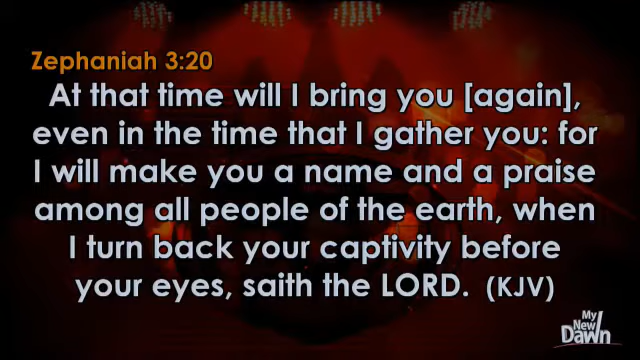 Zephaniah 3:20
At that time will I bring you [again],
even in the time that I gather you: for
I will make you a name and a praise
among all people of the earth, when
I turn back your captivity before
your eyes, saith the LORD. (KJV)
My
New
Dawn